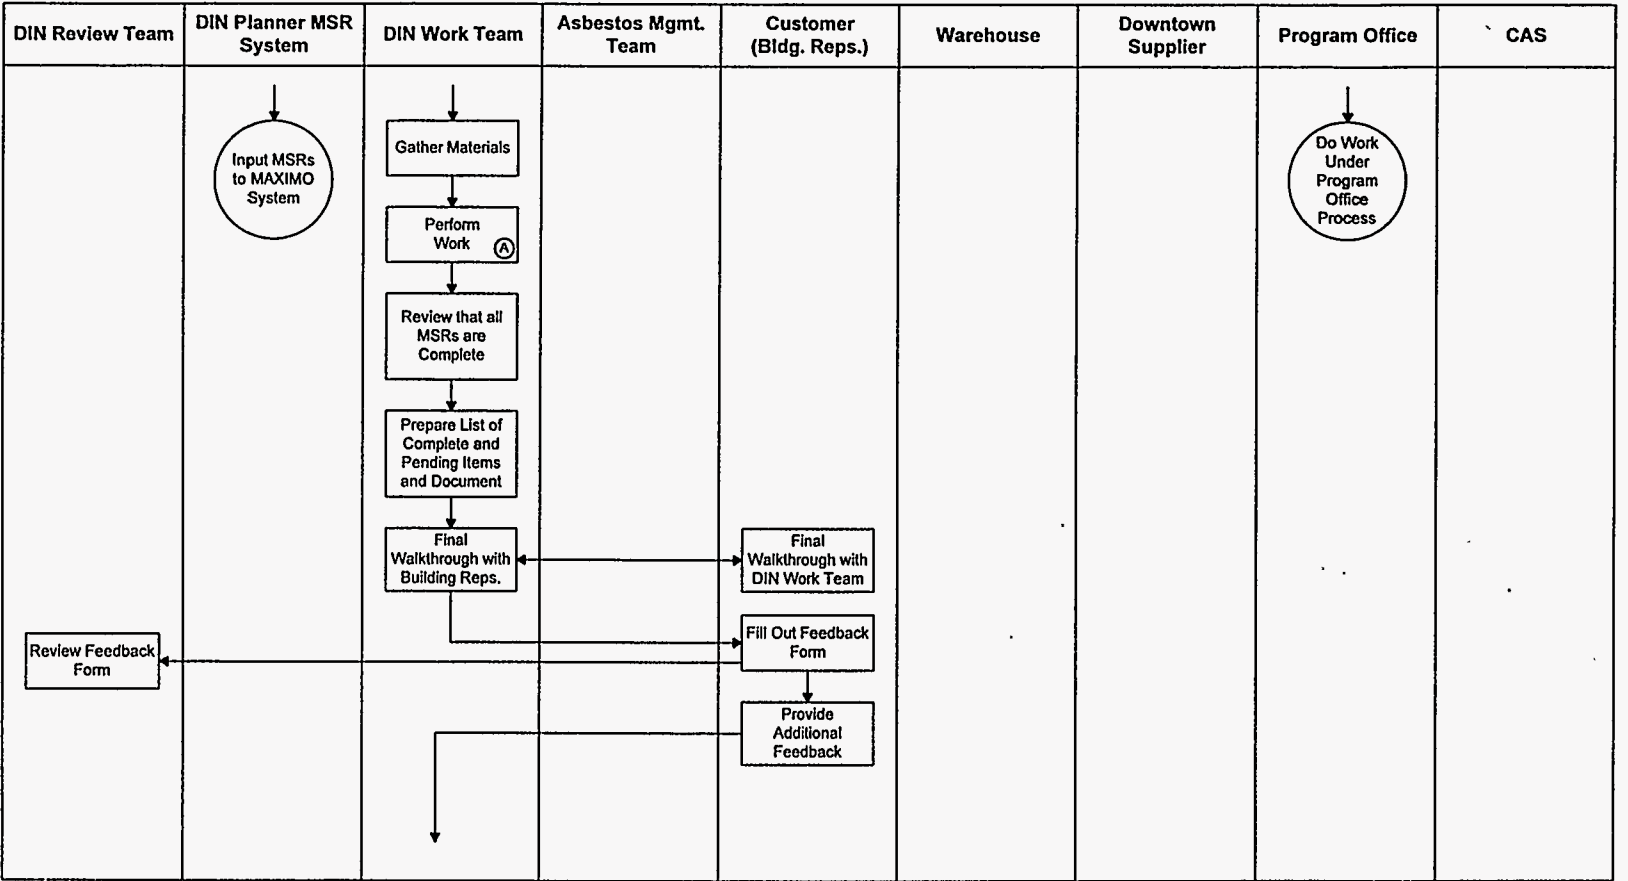 DIN Review Team
DIN Planner MSR
System
DIN Work Team
Asbestos Mgmt.
Team
Customer
(Bldg. Reps.)
Warehouse
Downtown
Supplier
Program Office
CAS
Input MSRs
to MAXIMO
System
Gather Materials
Perform
Work
A
Review that all
MSRs are
Complete
Prepare List of
Complete and
Pending Items
and Document
Final
Walkthrough with
Building Reps.
Final
Walkthrough with
DIN Work Team
Fill Out Feedback
Form
Review Feedback
Form
Provide
Additional
Feedback
Do Work
Under
Program
Office
Process